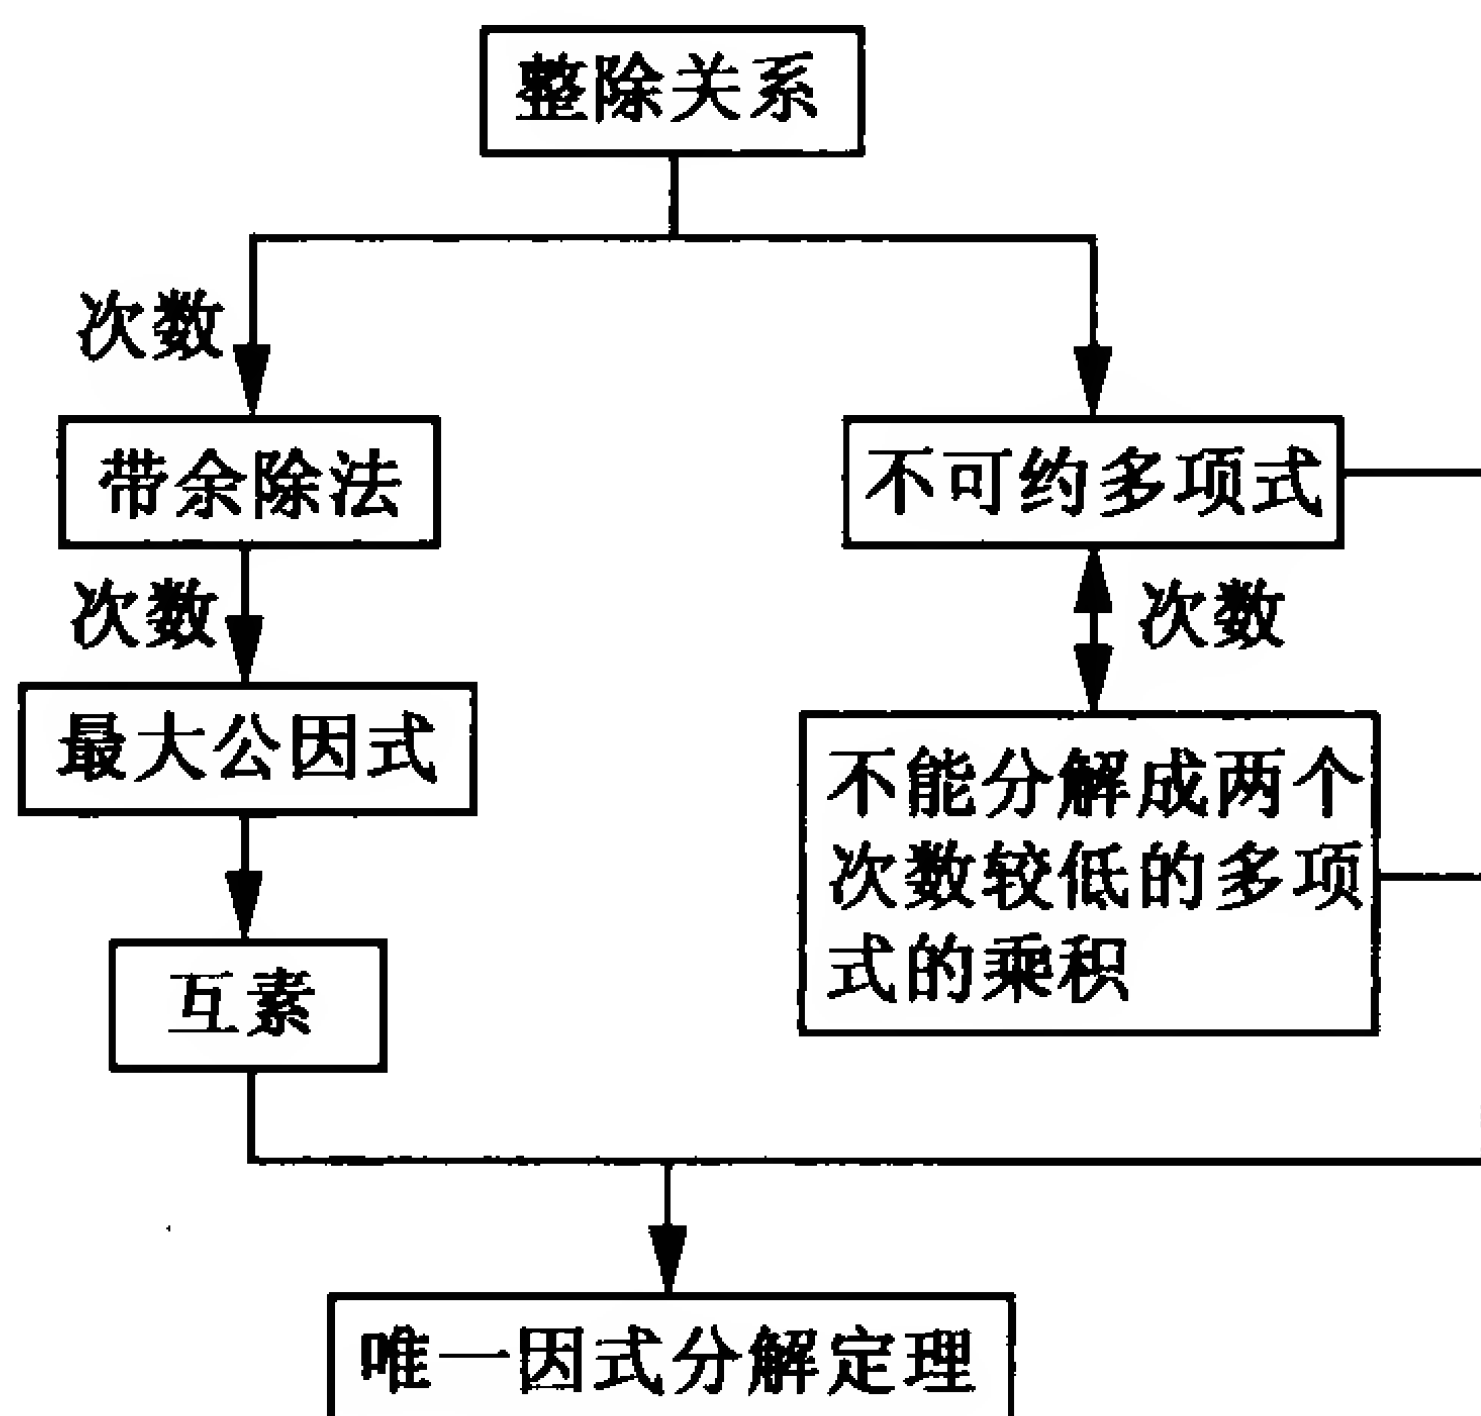 整除关系
次数
带余除法
不可约多项式
次数
次数
最大公因式
不能分解成两个
次数较低的多项
式的乘积
互素
唯一因式分解定理